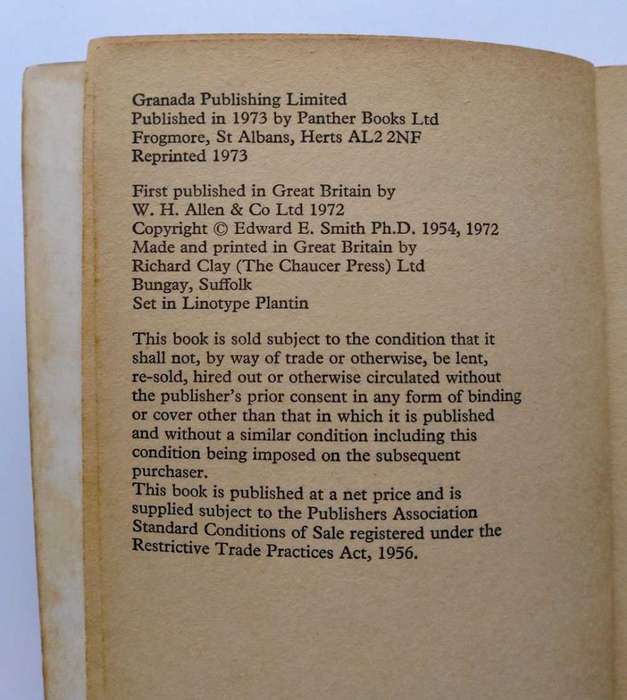 Granada Publishing Limited
Published in 1973 by Panther Books Ltd
Frogmore, St Albans, Herts AL2 2NF
Reprinted 1973
First published in Great Britain by
W. H. Allen & Co Ltd 1972
Copyright © Edward E. Smith Ph.D. 1954, 1972
Made and printed in Great Britain by
Richard Clay (The Chaucer Press) Ltd
Bungay, Suffolk
Set in Linotype Plantin
This book is sold subject to the condition that it
shall not, by way of trade or otherwise, be lent,
re-sold, hired out or otherwise circulated without
the publisher's prior consent in any form of binding
or cover other than that in which it is published
and without a similar condition including this
condition being imposed on the subsequent
purchaser.
This book is published at a net price and is
supplied subject to the Publishers Association
Standard Conditions of Sale registered under the
Restrictive Trade Practices Act, 1956.